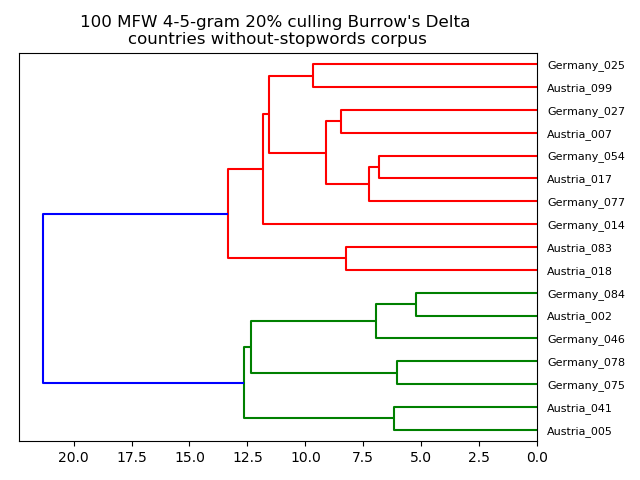 100 MFW 4-5-gram 20% culling Burrow's Delta
countries without-stopwords corpus
Germany_025
Austria_099
Germany_027
Austria_007
Germany_054
Austria_017
Germany_077
Germany_014
Austria_083
Austria_018
Germany_084
Austria_002
Germany_046
Germany_078
Germany_075
Austria_041
Austria_005
20.0 17.5 15.0 12.5 10.0 7.5 5.0 2.5 0.0